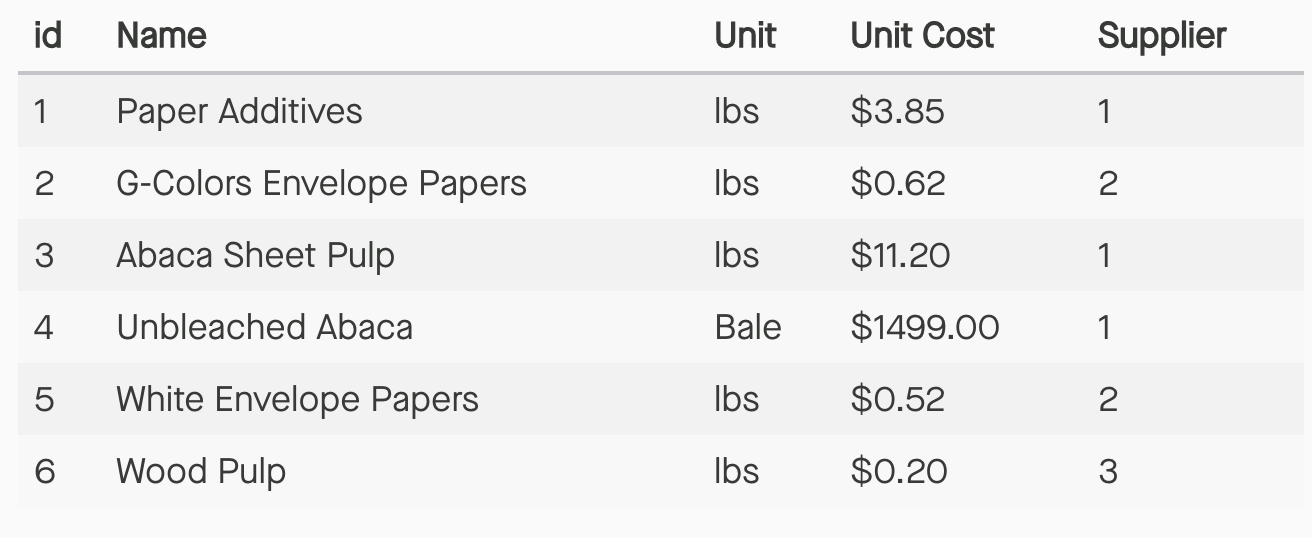 id Name Unit Unit Cost Supplier
1 Paper Additives lbs $3.85 1
2 G-Colors Envelope Papers lbs $0.62 2
3 Abaca Sheet Pulp lbs $11.20 1
4 Unbleached Abaca Bale $1499.00 1
5 White Envelope Papers lbs $0.52 2
6 Wood Pulp lbs $0.20 3